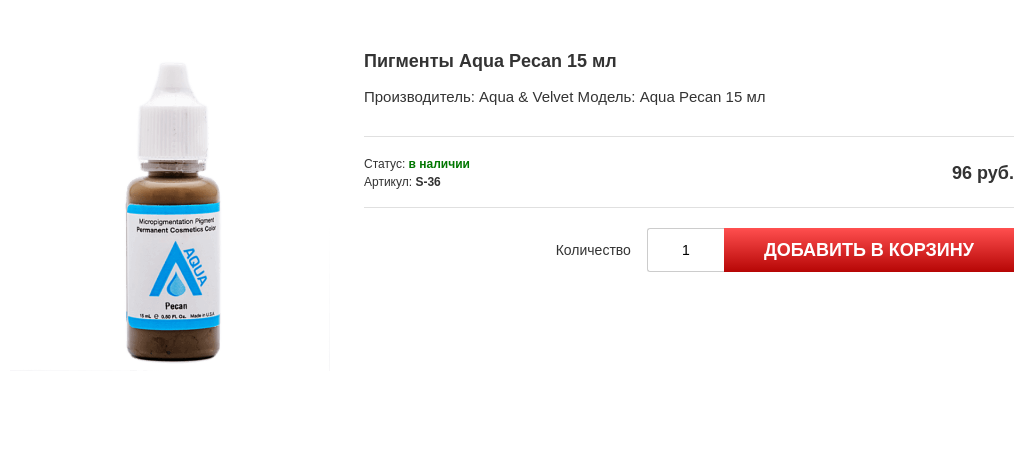 Пигменты Aqua Pecan 15 мл
Производитель: Aqua & Velvet Модель: Aqua Pecan 15 мл
Статус: в наличии
Артикул: S-36
96 руб.
Количество
1
ДОБАВИТЬ В КОРЗИНУ
Micropigmentation Pigment
Permanent Cosmetics Color
AQUA
Pecan
15 mL ℮ 0.50 Fl. Oz. Made in U.S.A